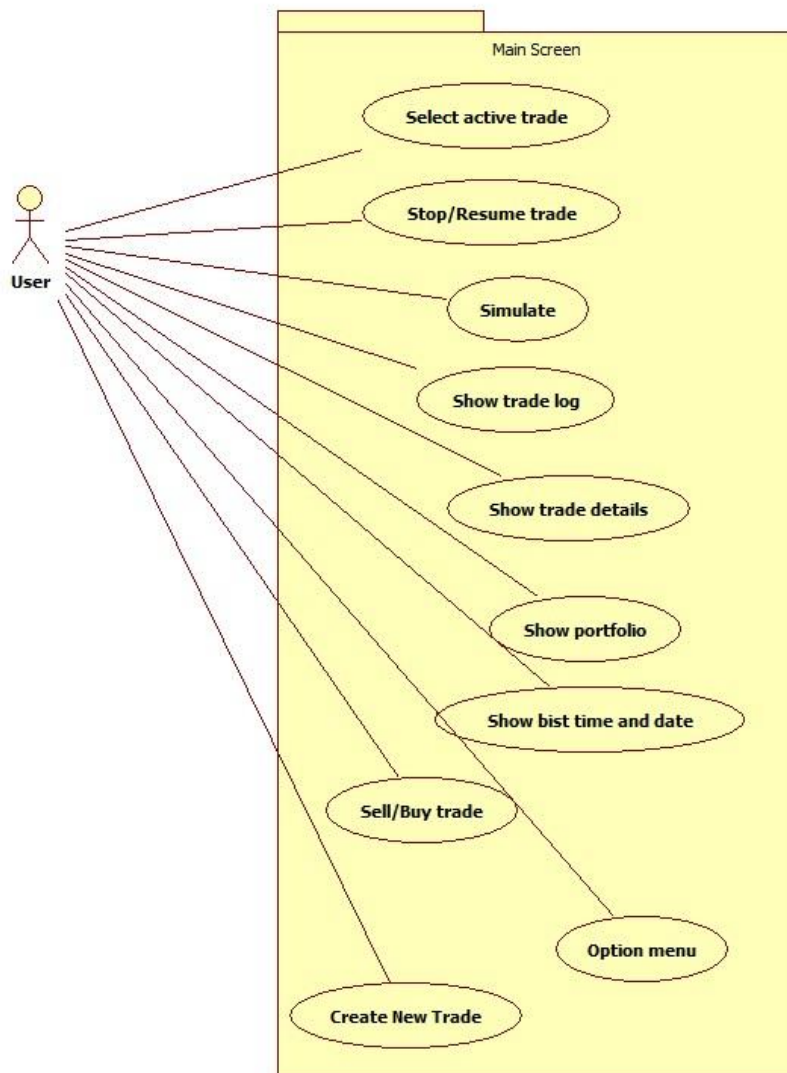 Main Screen
Select active trade
Stop/Resume trade
User
Simulate
Show trade log
Show trade details
Show portfolio
Show bist time and date
Sell/Buy trade
Option menu
Create New Trade